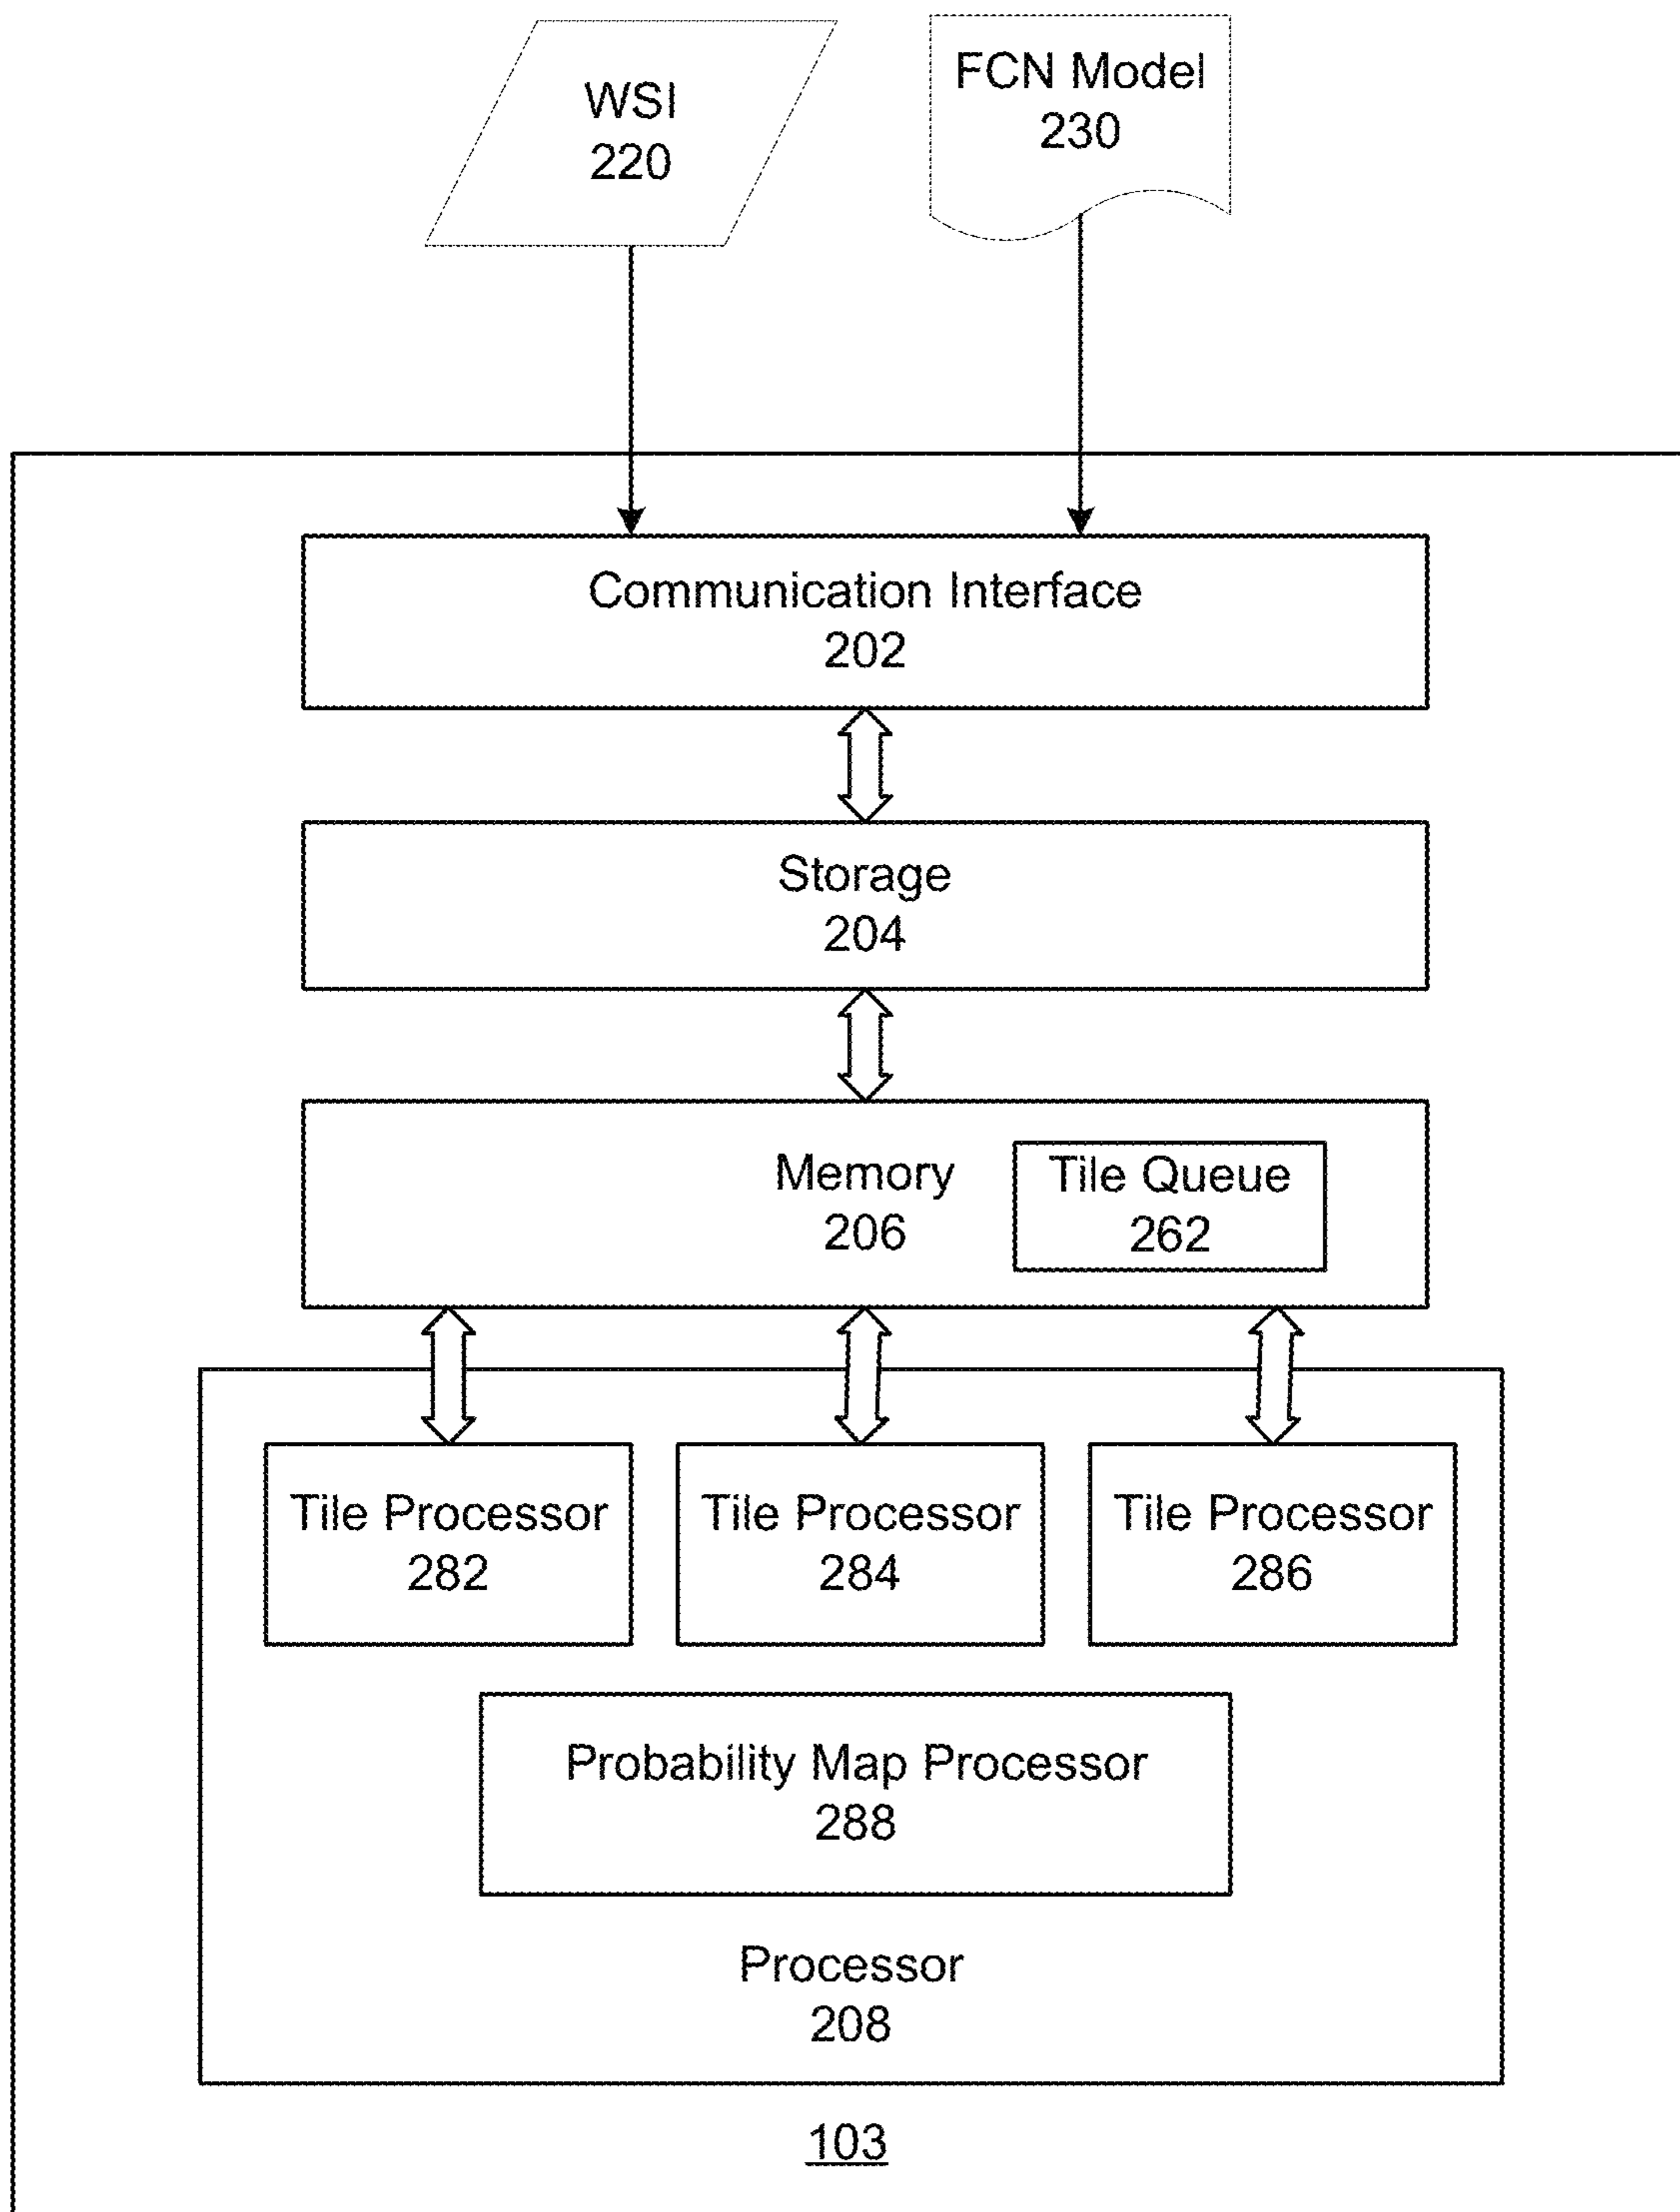 WSI
220
FCN Model
230
Communication Interface
202
Storage
204
Memory
206
Tile Queue
262
Tile Processor
282
Tile Processor
284
Tile Processor
286
Probability Map Processor
288
Processor
208
103